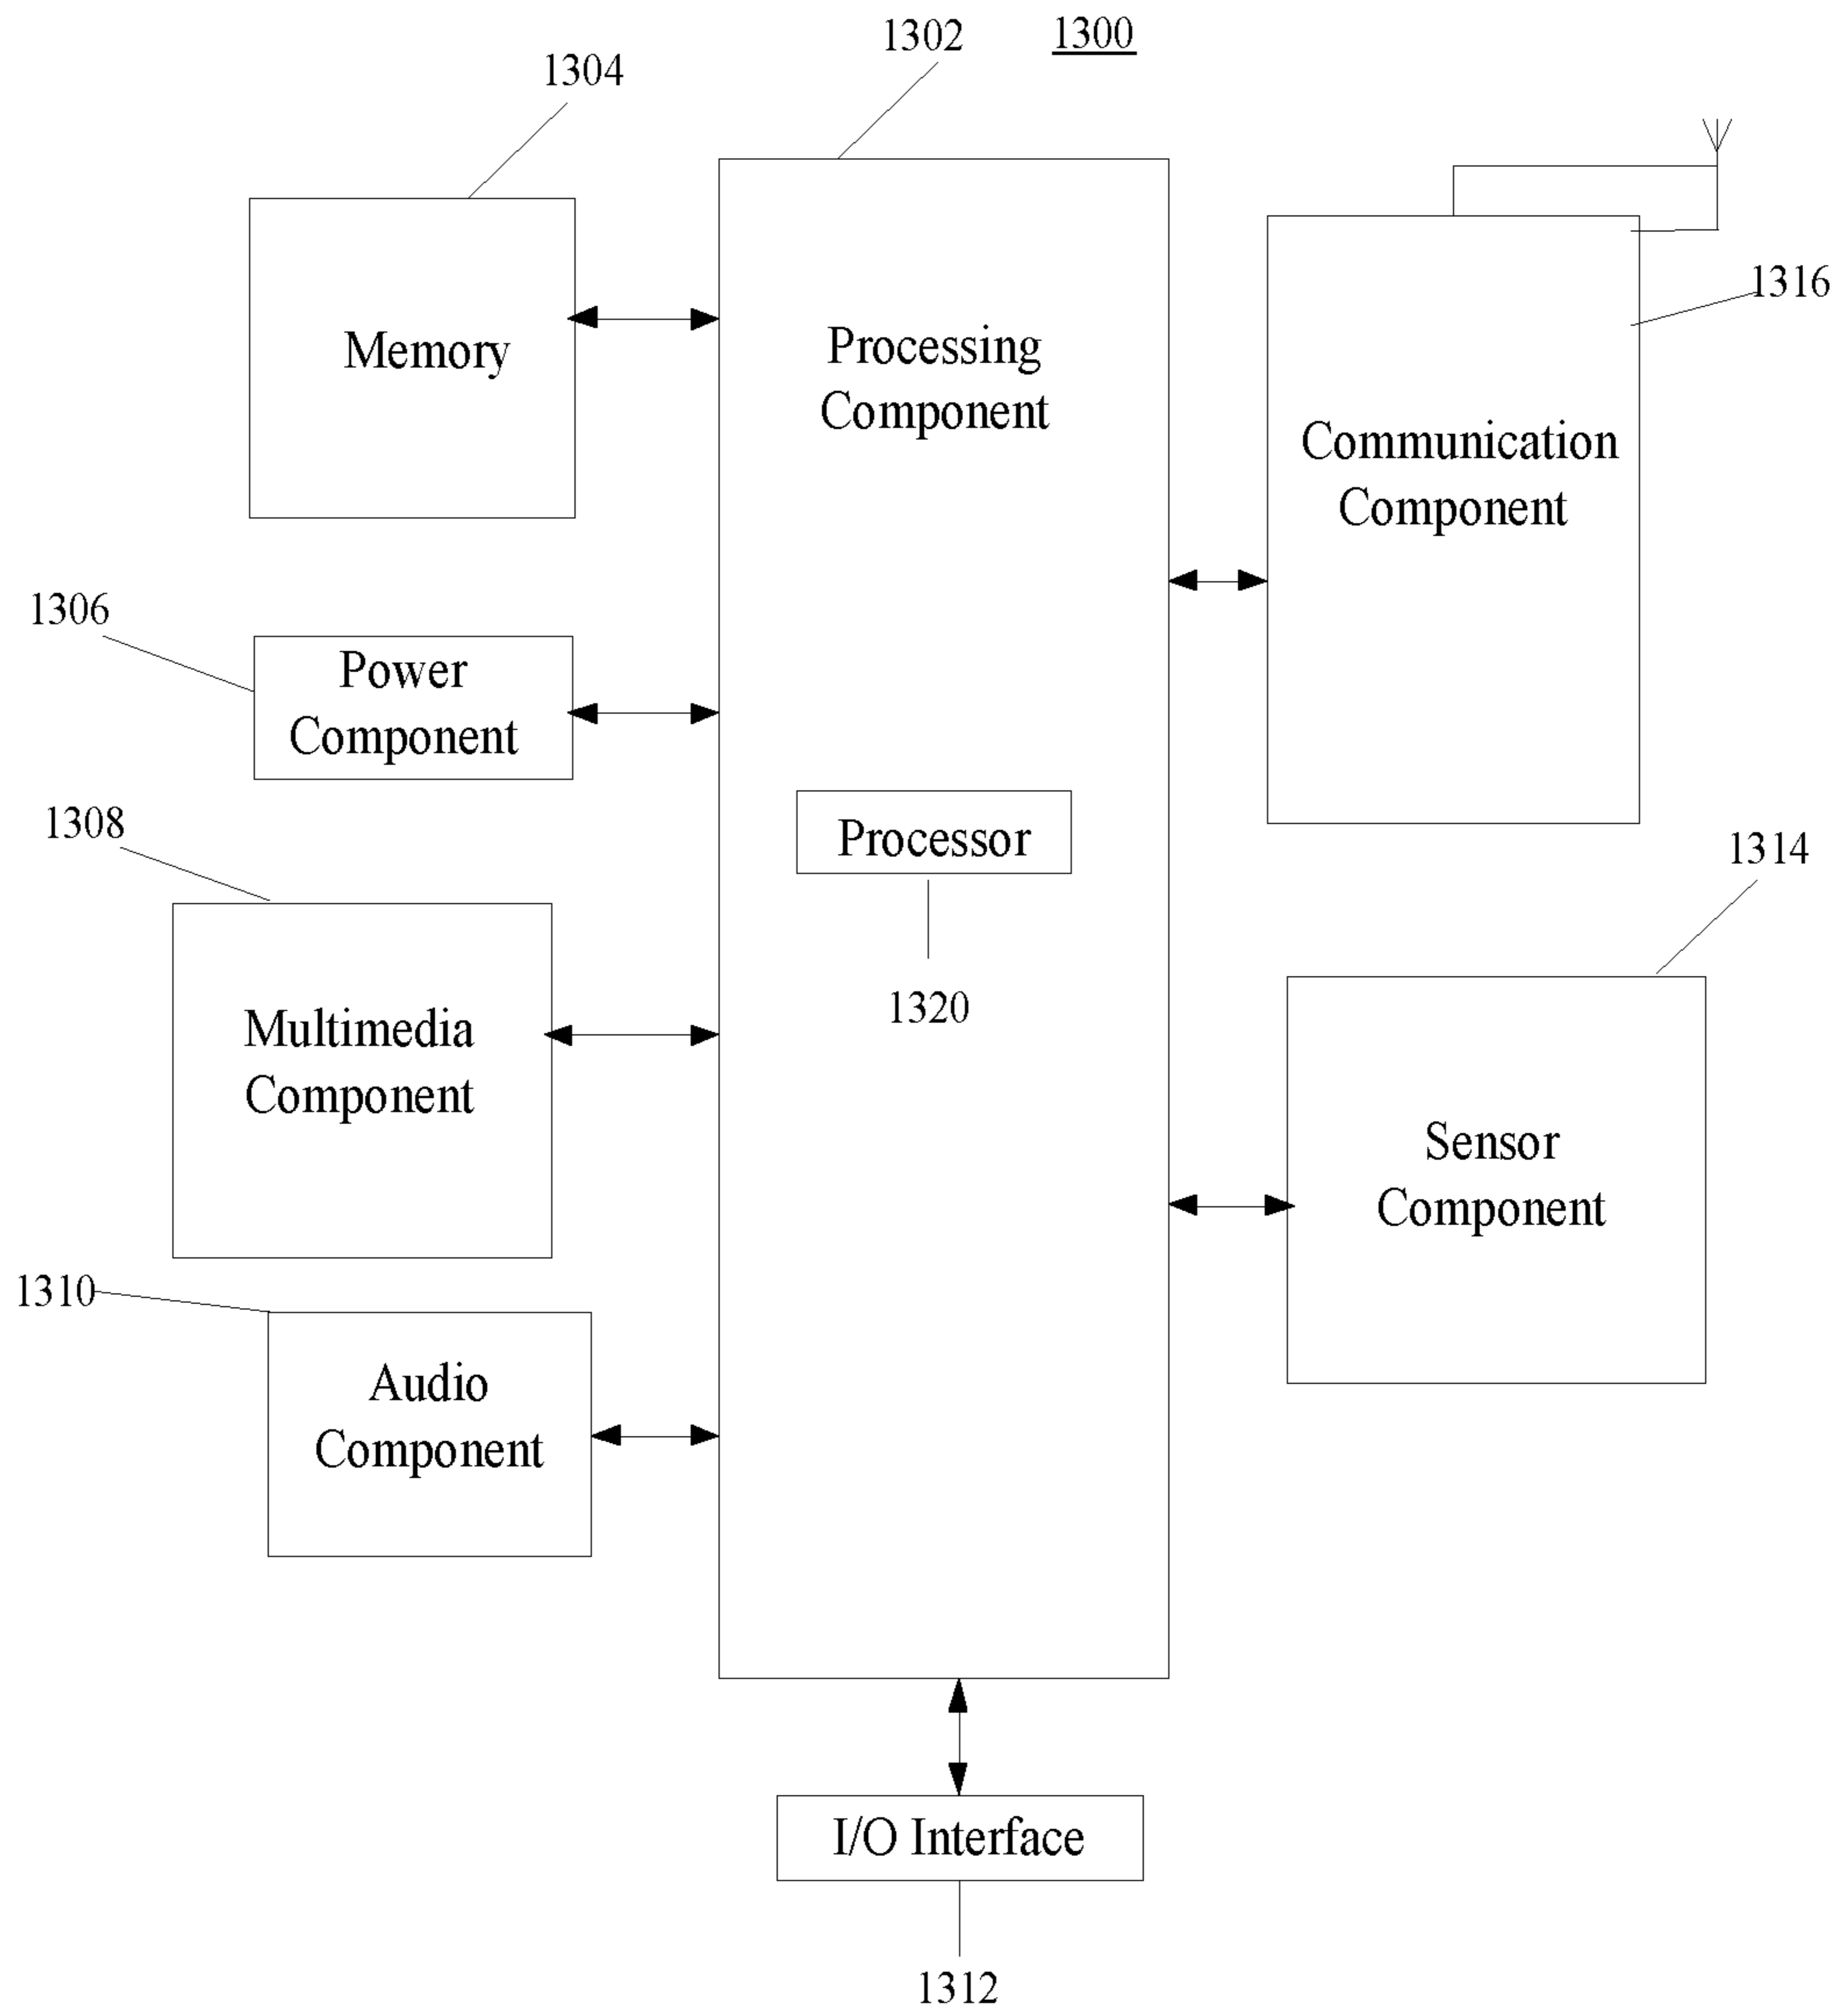 1302
1300
1304
1316
Memory
Processing
Component
Communication
Component
1306
Power
Component
1308
Processor
1314
1320
Multimedia
Component
Sensor
Component
1310
Audio
Component
I/O Interface
1312